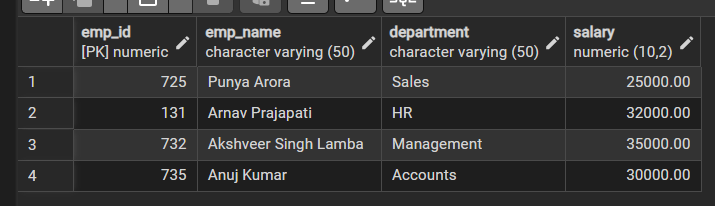 emp_id emp_name department salary
[PK] numeric character varying (50) character varying (50) numeric (10,2)
1 725 Punya Arora Sales 25000.00
2 131 Arnav Prajapati HR 32000.00
3 732 Akshveer Singh Lamba Management 35000.00
4 735 Anuj Kumar Accounts 30000.00